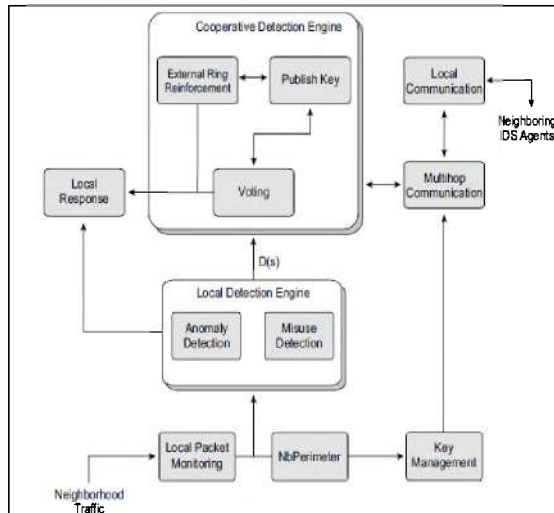 Cooperative Detection Engine
External Ring
Reinforcement
Publish Key
Local
Communication
Neighboring
IDS Agents
Local
Response
Voting
Multihop
Communication
D(s)
Local Detection Engine
Anomaly
Detection
Misuse
Detection
Local Packet
Monitoring
NbPerimeter
Key
Management
Neighborhood
Traffic